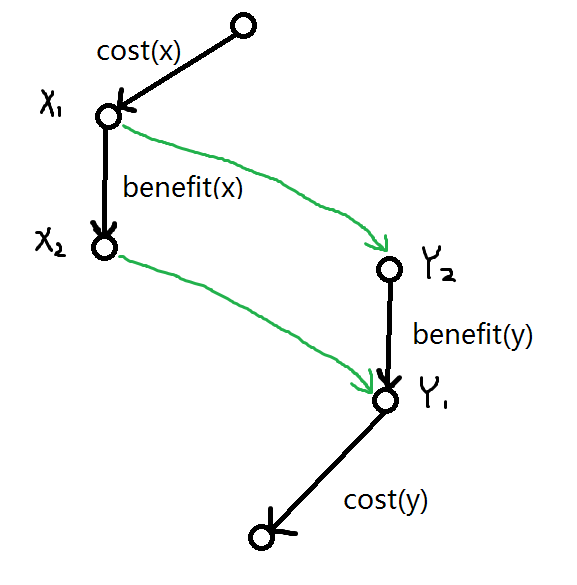 cost(x)
X₁
benefit(x)
X₂
Y₂
benefit(y)
Y₁
cost(y)